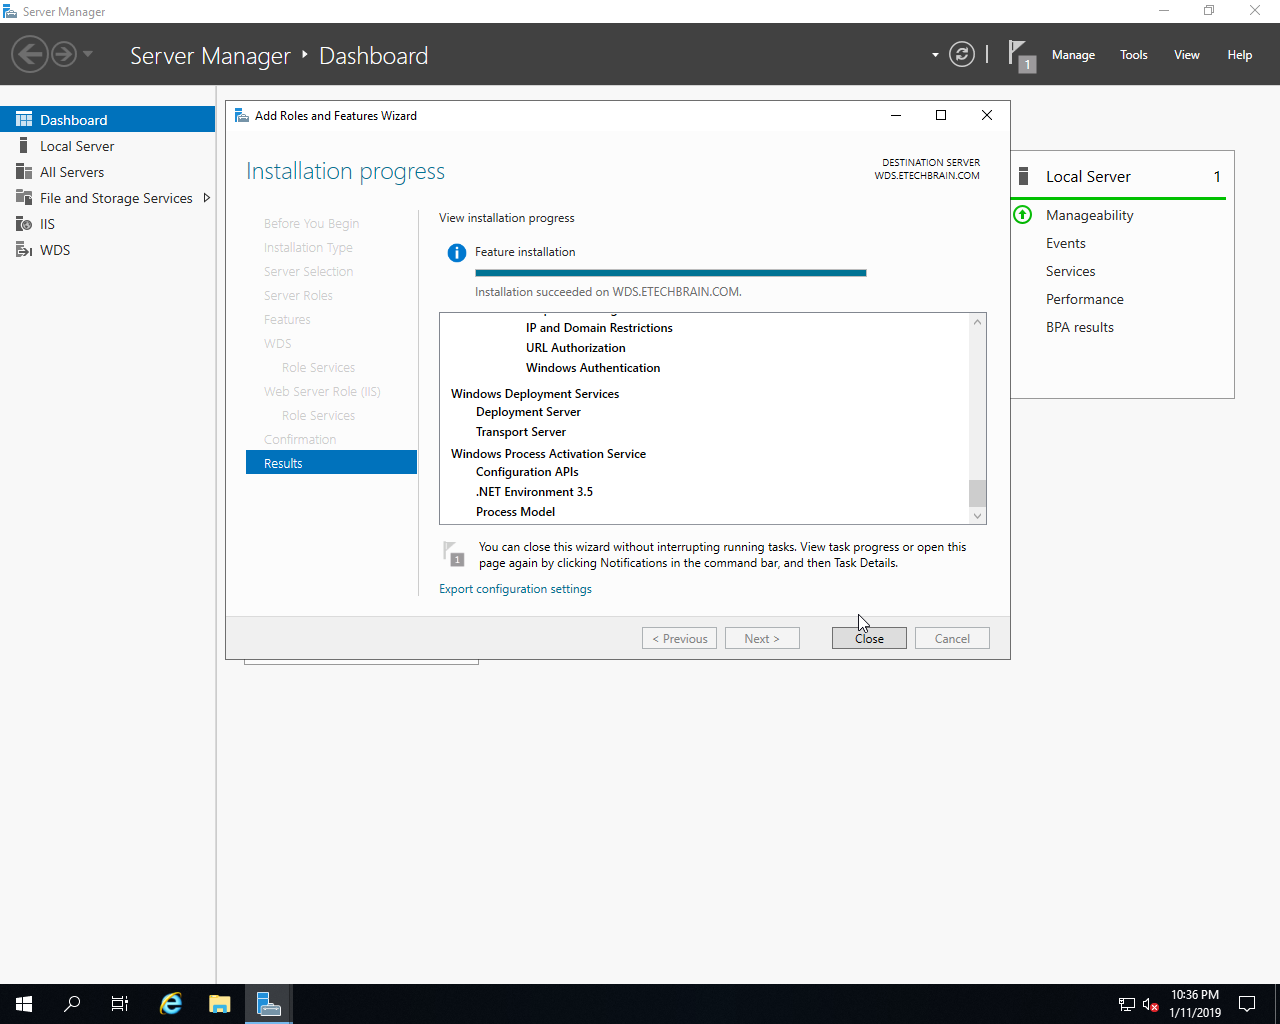 Server Manager
Server Manager
Dashboard
1
Manage
Tools
View
Help
Dashboard
Local Server
All Servers
File and Storage Services
IIS
WDS
Add Roles and Features Wizard
Installation progress
DESTINATION SERVER
WDS.ETECHBRAIN.COM
Before You Begin
Installation Type
Server Selection
Server Roles
Features
WDS
Role Services
Web Server Role (IIS)
Role Services
Confirmation
Results
View installation progress
Feature installation
Installation succeeded on WDS.ETECHBRAIN.COM.
IP and Domain Restrictions
URL Authorization
Windows Authentication
Windows Deployment Services
Deployment Server
Transport Server
Windows Process Activation Service
Configuration APIs
.NET Environment 3.5
Process Model
1
You can close this wizard without interrupting running tasks. View task progress or open this
page again by clicking Notifications in the command bar, and then Task Details.
Export configuration settings
< Previous
Next >
Close
Cancel
Local Server
1
Manageability
Events
Services
Performance
BPA results
10:36 PM
1/11/2019